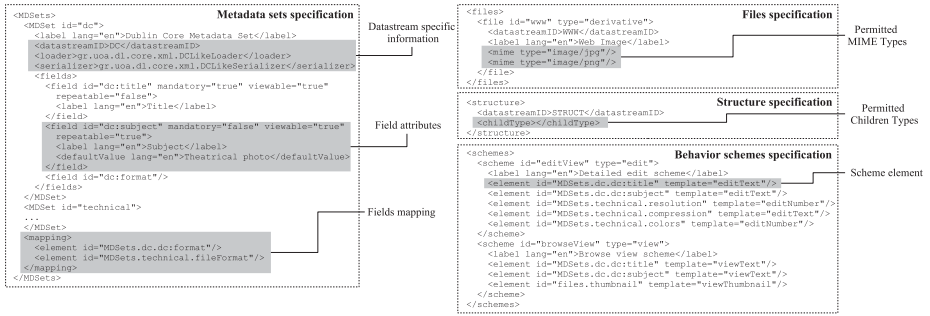 Metadata sets specification
<MDSets>
<MDSet id="dc">
<label lang="en">Dublin Core Metadata Set</label>
<datastreamID>DC</datastreamID>
<loader>gr.uoa.dl.core.xml.DCLikeLoader</loader>
<serializer>gr.uoa.dl.core.xml.DCLikeSerializer</serializer>
<fields>
<field id="dc:title" mandatory="true" viewable="true"
repeatable="false">
<label lang="en">Title</label>
</field>
<field id="dc:subject" mandatory="false" viewable="true"
repeatable="true">
<label lang="en">Subject</label>
<defaultValue lang="en">Theatrical photo</defaultValue>
</field>
<field id="dc:format"/>
</fields>
</MDSet>
<MDSet id="technical">
...
</MDSet>
<mapping>
<element id="MDSets.dc.dc:format"/>
<element id="MDSets.technical.fileFormat"/>
</mapping>
</MDSets>
Datastream specific
information
Field attributes
Fields mapping
Files specification
<files>
<file id="www" type="derivative">
<datastreamID>WWW</datastreamID>
<label lang="en">Web Image</label>
<mime type="image/jpg"/>
<mime type="image/png"/>
</file>
</files>
Permitted
MIME Types
Structure specification
<structure>
<datastreamID>STRUCT</datastreamID>
<childType></childType>
</structure>
Permitted
Children Types
Behavior schemes specification
<schemes>
<scheme id="editView" type="edit">
<label lang="en">Detailed edit scheme</label>
<element id="MDSets.dc.dc:title" template="editText"/>
<element id="MDSets.dc.dc:subject" template="editText"/>
<element id="MDSets.technical.resolution" template="editNumber"/>
<element id="MDSets.technical.compression" template="editText"/>
<element id="MDSets.technical.colors" template="editNumber"/>
</scheme>
<scheme id="browseView" type="view">
<label lang="en">Browse view scheme</label>
<element id="MDSets.dc.dc:title" template="viewText"/>
<element id="MDSets.dc.dc:subject" template="viewText"/>
<element id="files.thumbnail" template="viewThumbnail"/>
</scheme>
</schemes>
Scheme element